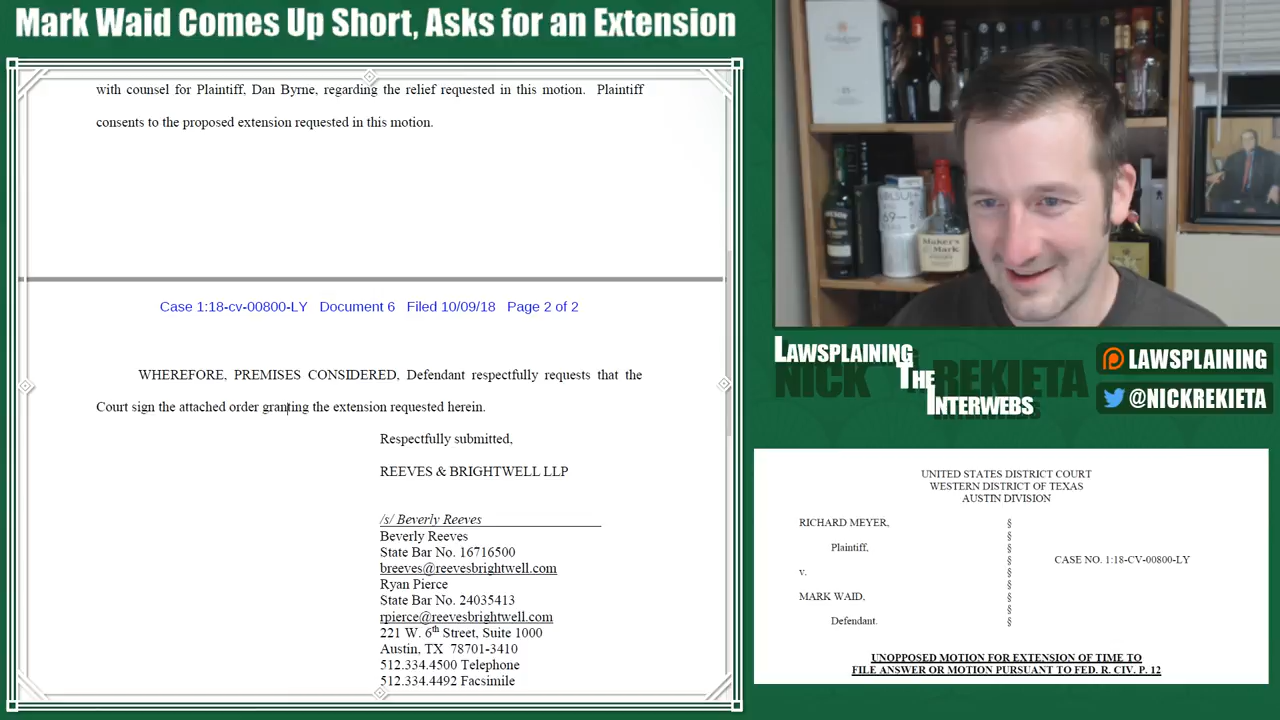 Mark Waid Comes Up Short, Asks for an Extension
with counsel for Plaintiff, Dan Byrne, regarding the relief requested in this motion. Plaintiff
consents to the proposed extension requested in this motion.
Case 1:18-cv-00800-LY Document 6 Filed 10/09/18 Page 2 of 2
WHEREFORE, PREMISES CONSIDERED, Defendant respectfully requests that the
Court sign the attached order granting the extension requested herein.
Respectfully submitted,
REEVES & BRIGHTWELL LLP
/s/ Beverly Reeves
Beverly Reeves
State Bar No. 16716500
breeves@reevesbrightwell.com
Ryan Pierce
State Bar No. 24035413
rpierce@reevesbrightwell.com
221 W. 6th Street, Suite 1000
Austin, TX 78701-3410
512.334.4500 Telephone
512.334.4492 Facsimile
69
Maker's
Mark
LAWSPLAINING
THE
INTERWEBS
NICK REKIETA
LAWSPLAINING
@NICKREKIETA
UNITED STATES DISTRICT COURT
WESTERN DISTRICT OF TEXAS
AUSTIN DIVISION
RICHARD MEYER, §
§
Plaintiff, §
§ CASE NO. 1:18-CV-00800-LY
v. §
§
MARK WAID, §
§
Defendant. §
UNOPPOSED MOTION FOR EXTENSION OF TIME TO
FILE ANSWER OR MOTION PURSUANT TO FED. R. CIV. P. 12